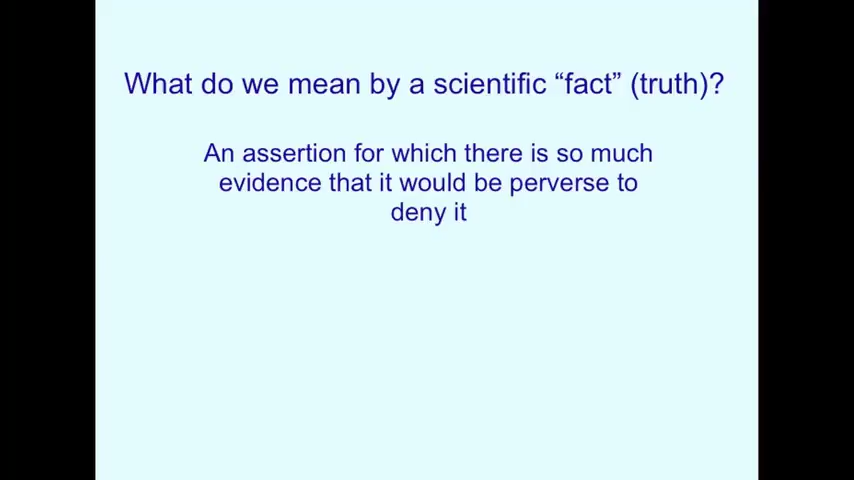 What do we mean by a scientific “fact” (truth)?
An assertion for which there is so much
evidence that it would be perverse to
deny it